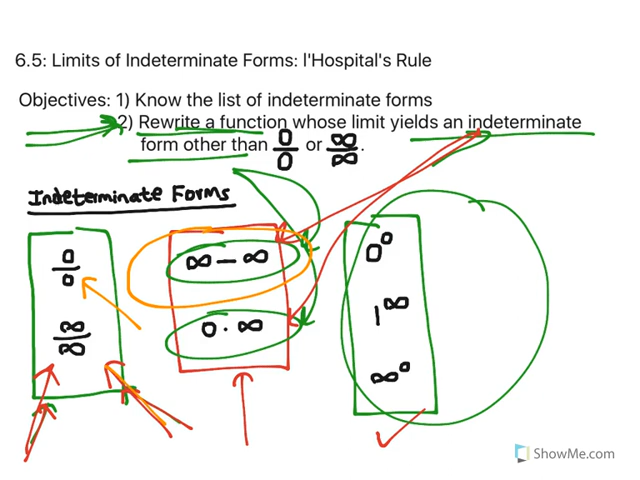 6.5: Limits of Indeterminate Forms: l'Hospital's Rule
Objectives: 1) Know the list of indeterminate forms
2) Rewrite a function whose limit yields an indeterminate
form other than 0/0 or ∞/∞.
Indeterminate Forms
0/0
∞/∞
∞ − ∞
0 · ∞
0⁰
1^∞
∞⁰
ShowMe.com